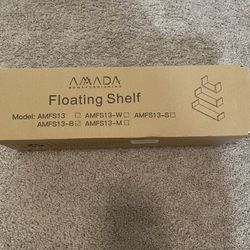 AMADA
HOMEFURNISHING
Floating Shelf
Model: AMFS13 ☐ AMFS13-W ☐ AMFS13-S ☐
AMFS13-B ☑ AMFS13-M ☐